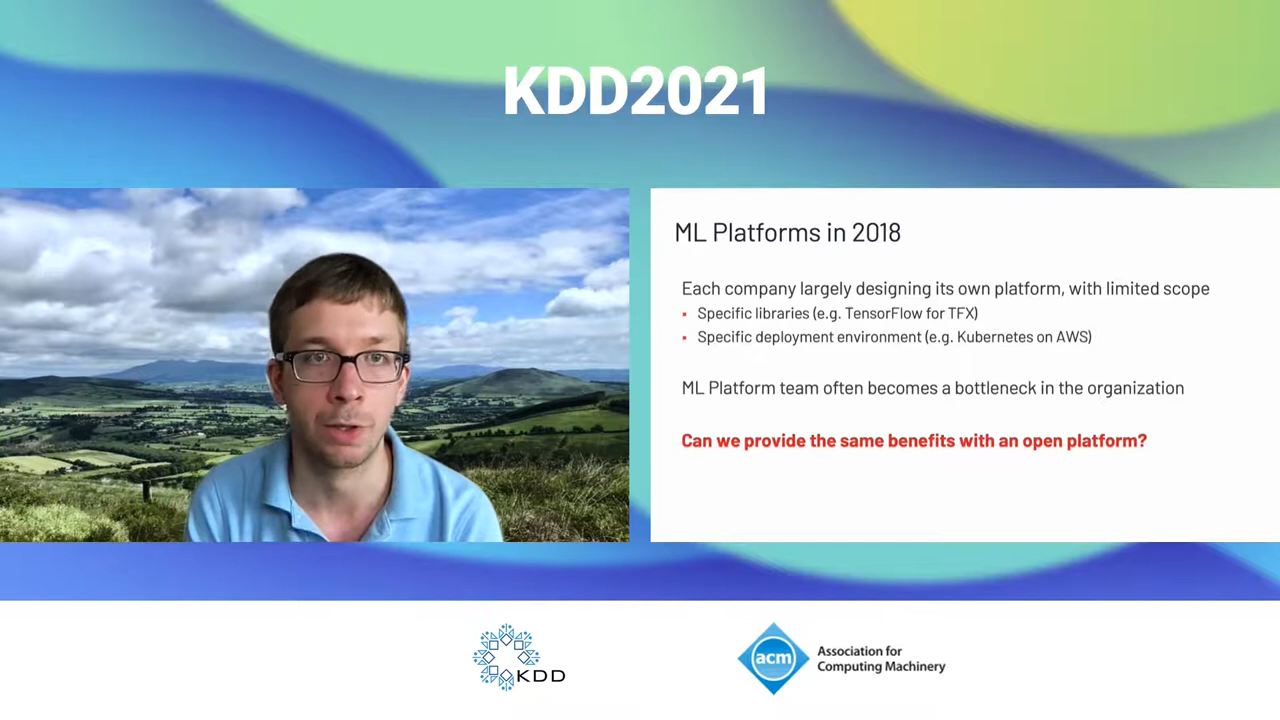 KDD2021
ML Platforms in 2018
Each company largely designing its own platform, with limited scope
▪ Specific libraries (e.g. TensorFlow for TFX)
▪ Specific deployment environment (e.g. Kubernetes on AWS)
ML Platform team often becomes a bottleneck in the organization
Can we provide the same benefits with an open platform?
KDD
acm
Association for
Computing Machinery